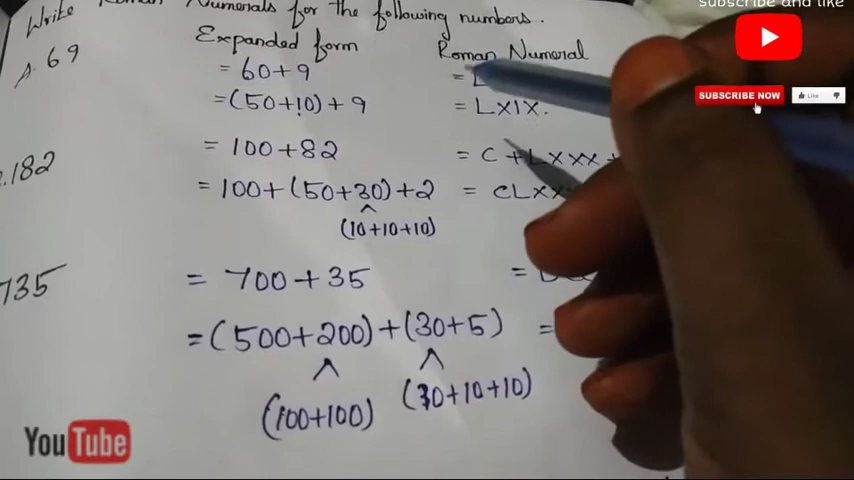 Subscribe and like
Write Roman Numerals for the following numbers.
Expanded form Roman Numeral
A. 69 = 60+9 = L
=(50+10)+9 = LXIX.
SUBSCRIBE NOW Like
.182 = 100+82 = C+LXXX+
= 100+(50+30)+2 = CLXX
(10+10+10)
735 = 700+35 =
=(500+200)+(30+5) =
(100+100) (30+10+10)
YouTube